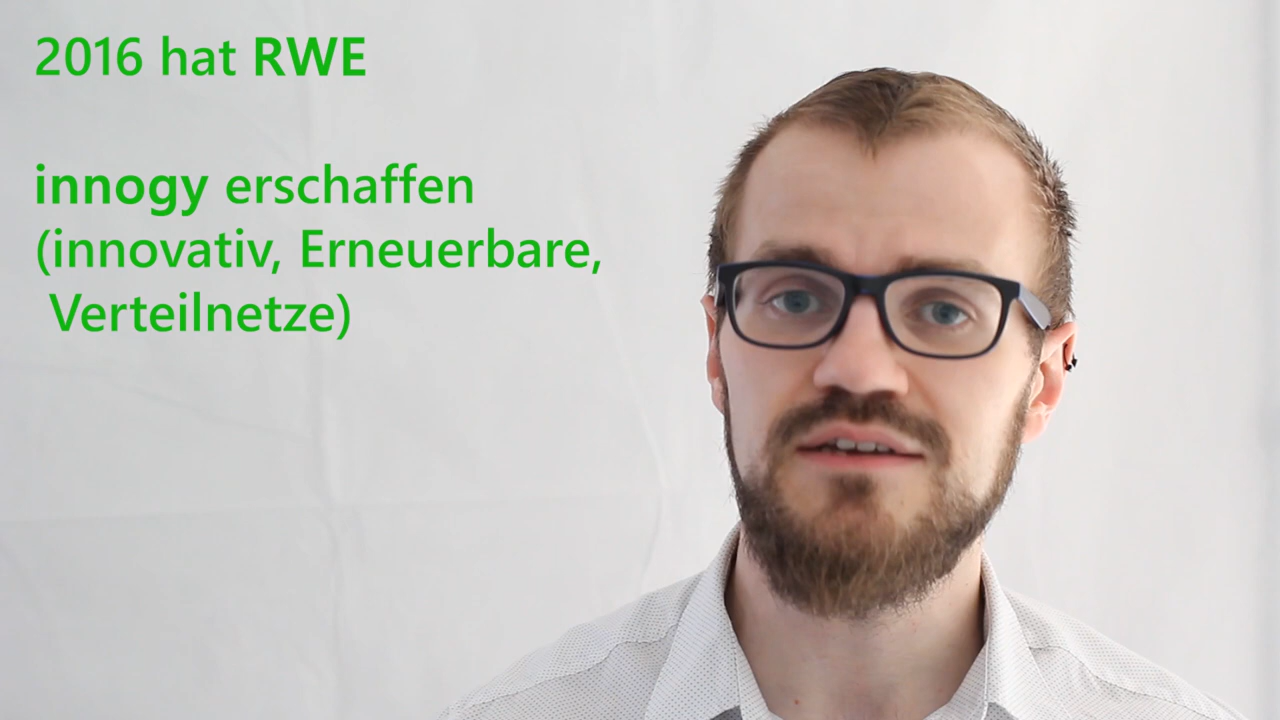 2016 hat RWE
innogy erschaffen
(innovativ, Erneuerbare,
Verteilnetze)